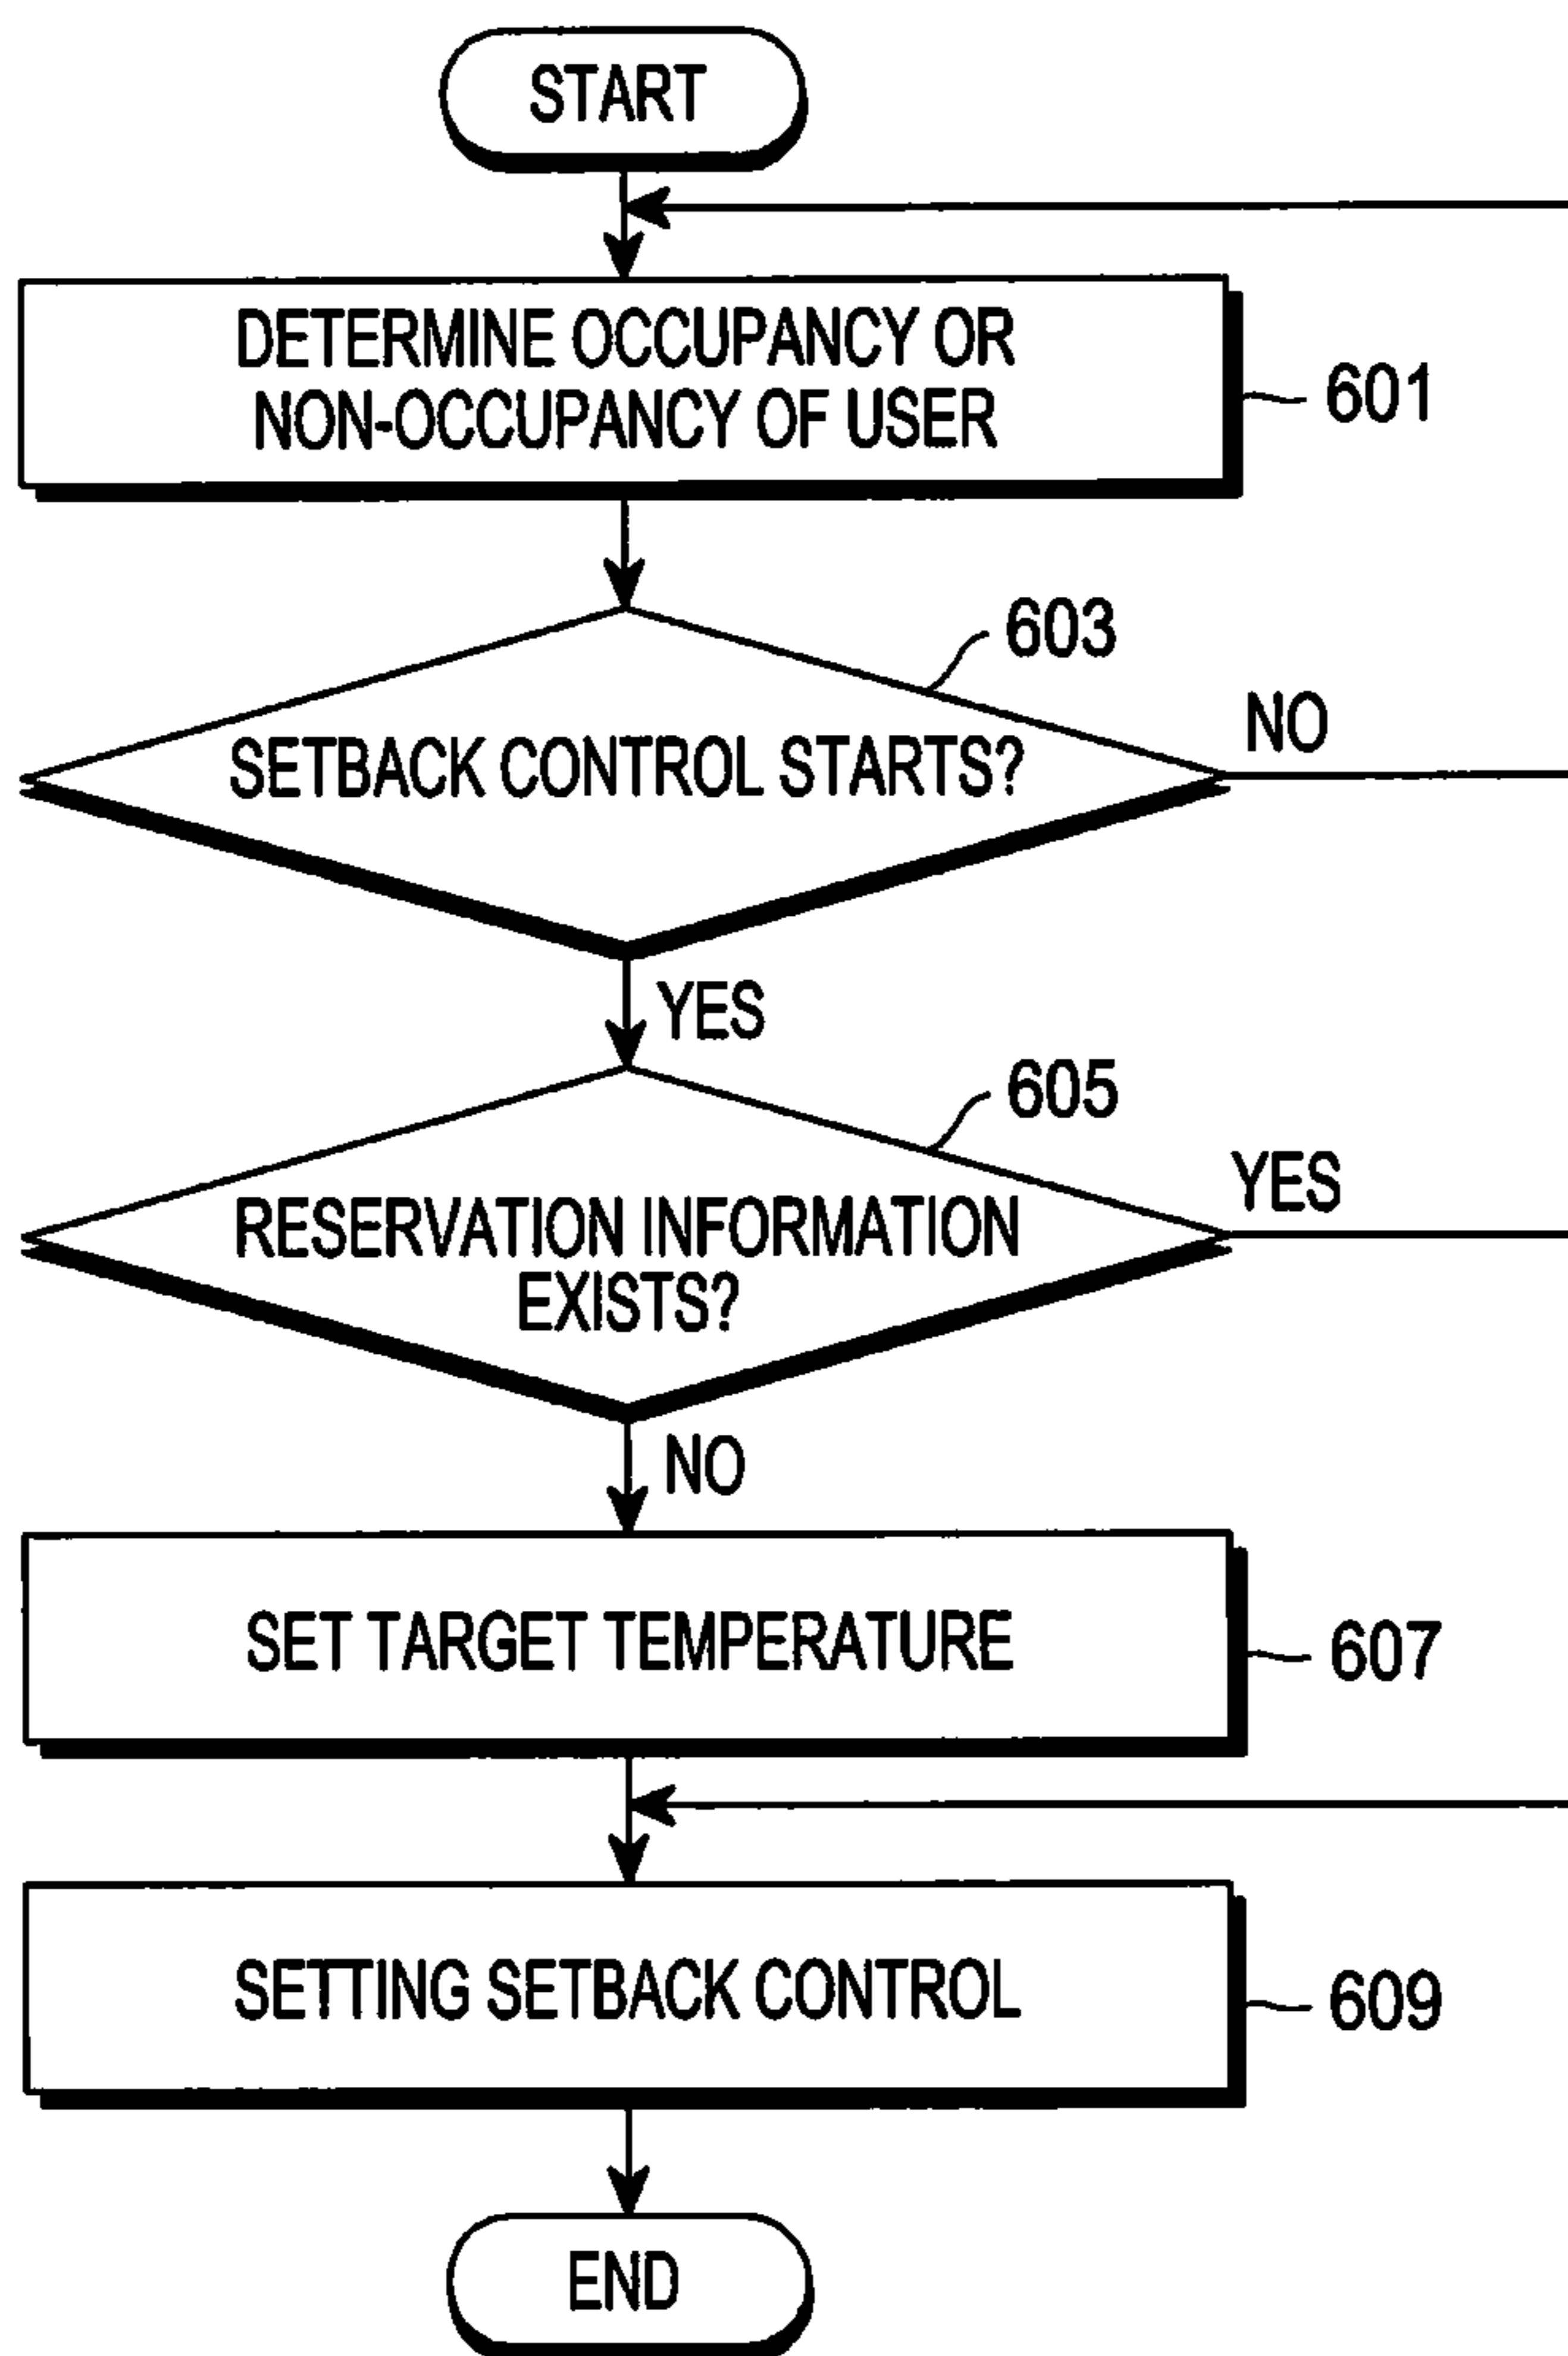 START
DETERMINE OCCUPANCY OR
NON-OCCUPANCY OF USER
601
603
SETBACK CONTROL STARTS?
NO
YES
605
RESERVATION INFORMATION
EXISTS?
YES
NO
SET TARGET TEMPERATURE
607
SETTING SETBACK CONTROL
609
END